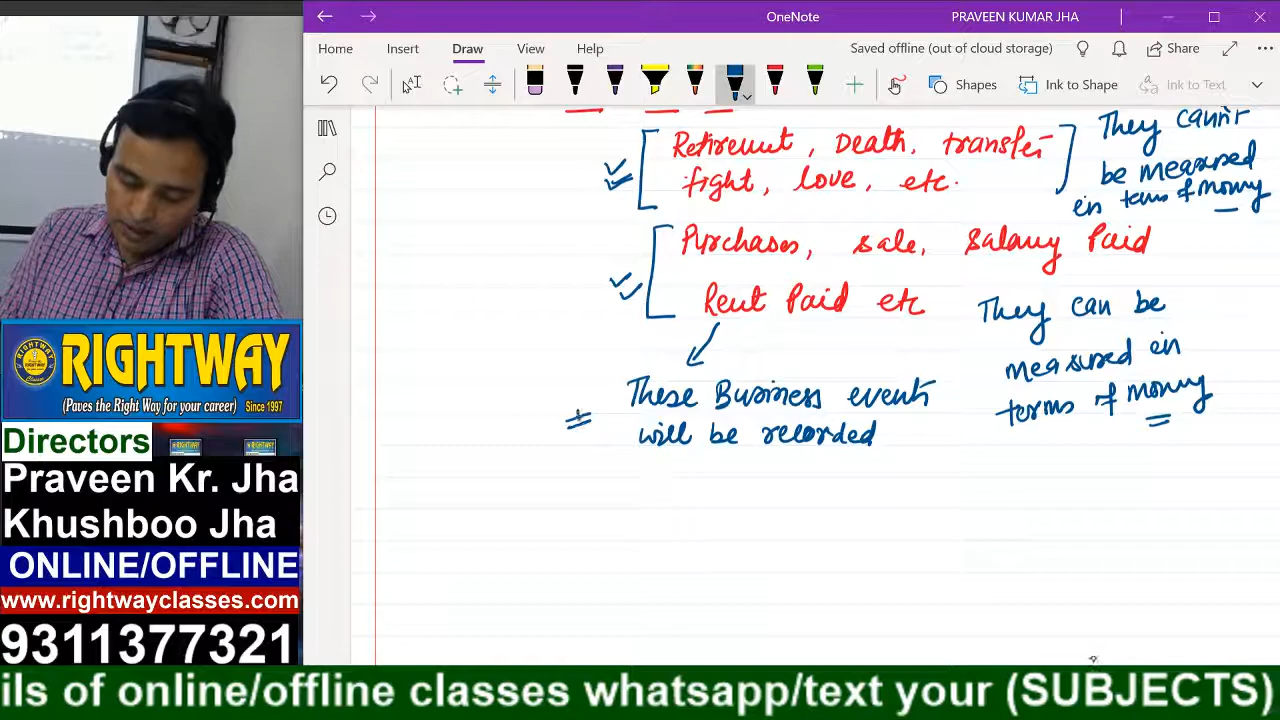 OneNote
PRAVEEN KUMAR JHA
Home
Insert
Draw
View
Help
Saved offline (out of cloud storage)
Share
Shapes
Ink to Shape
Ink to Text
Retirement, Death, transfer
fight, love, etc.
They cann't
be measured
in terms of money
Purchases, sale, Salary Paid
Rent Paid etc
They can be
measured in
terms of money
These Business events
will be recorded
RIGHTWAY
(Paves the Right Way for your career) Since 1997
Directors
Praveen Kr. Jha
Khushboo Jha
ONLINE/OFFLINE
www.rightwayclasses.com
9311377321
ils of online/offline classes whatsapp/text your (SUBJECTS)